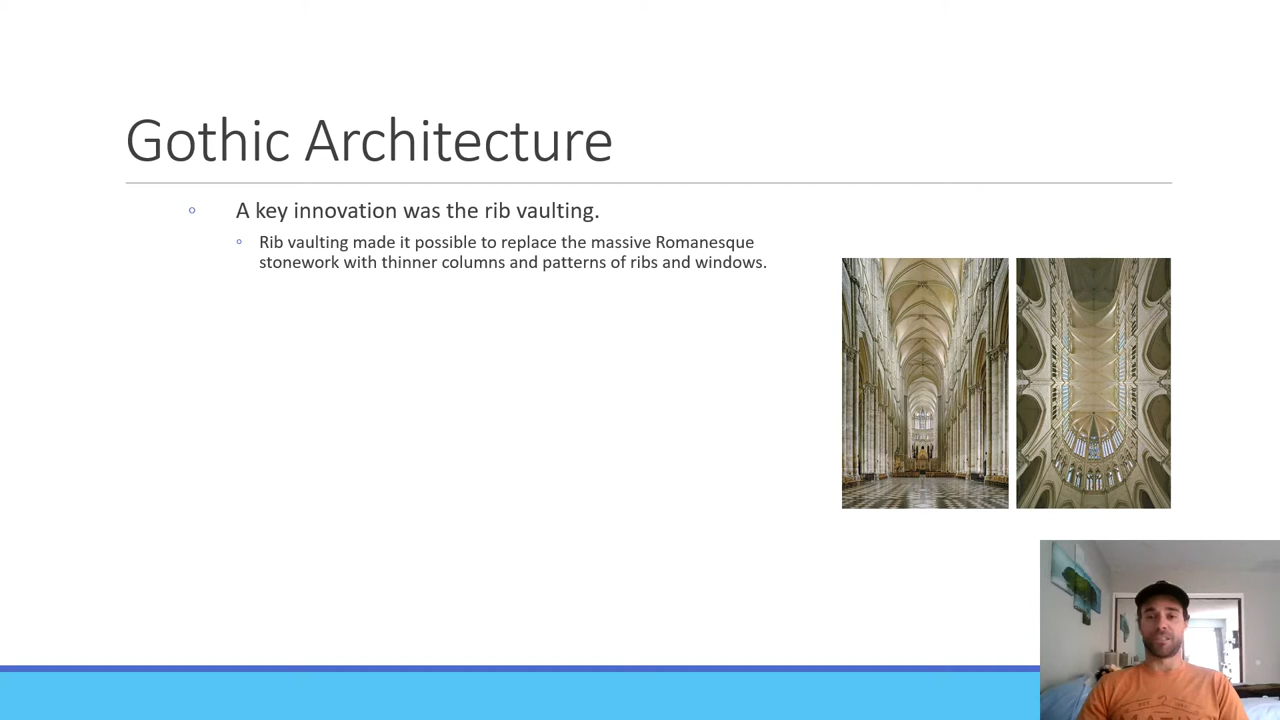 Gothic Architecture
◦ A key innovation was the rib vaulting.
◦ Rib vaulting made it possible to replace the massive Romanesque
stonework with thinner columns and patterns of ribs and windows.